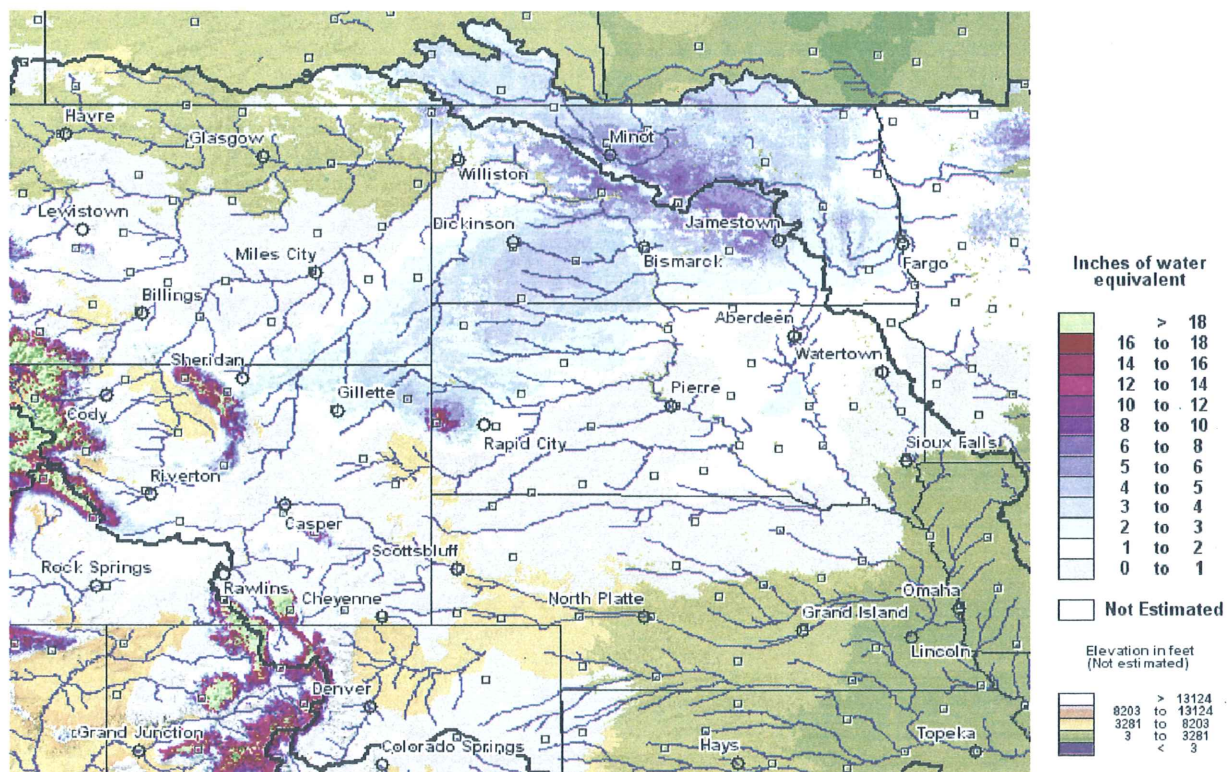 Havre
Glasgow
Minot
Williston
Lewistown
Dickinson
Jamestown
Miles City
Bismarck
Fargo
Billings
Aberdeen
Sheridan
Watertown
Cody
Gillette
Pierre
Rapid City
Sioux Falls
Riverton
Casper
Scottsbluff
Rock Springs
Rawlins
Cheyenne
North Platte
Omaha
Grand Island
Lincoln
Denver
Grand Junction
Colorado Springs
Hays
Topeka
Inches of water
equivalent
> 18
16 to 18
14 to 16
12 to 14
10 to 12
8 to 10
6 to 8
5 to 6
4 to 5
3 to 4
2 to 3
1 to 2
0 to 1
Not Estimated
Elevation in feet
(Not estimated)
> 13124
8203 to 13124
3281 to 8203
3 to 3281
< 3